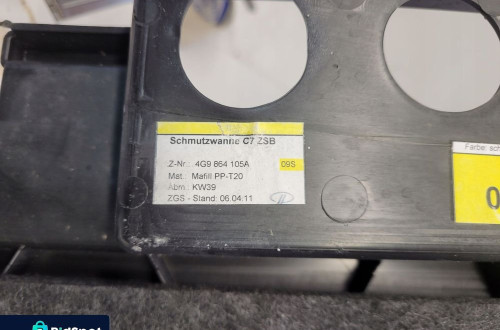 Schmutzwanne C7 ZSB
Z-Nr.: 4G9 864 105A 09S
Mat.: Mafill PP-T20
Abm.: KW39
ZGS - Stand: 06.04.11
Farbe: sch
0
BidSpot